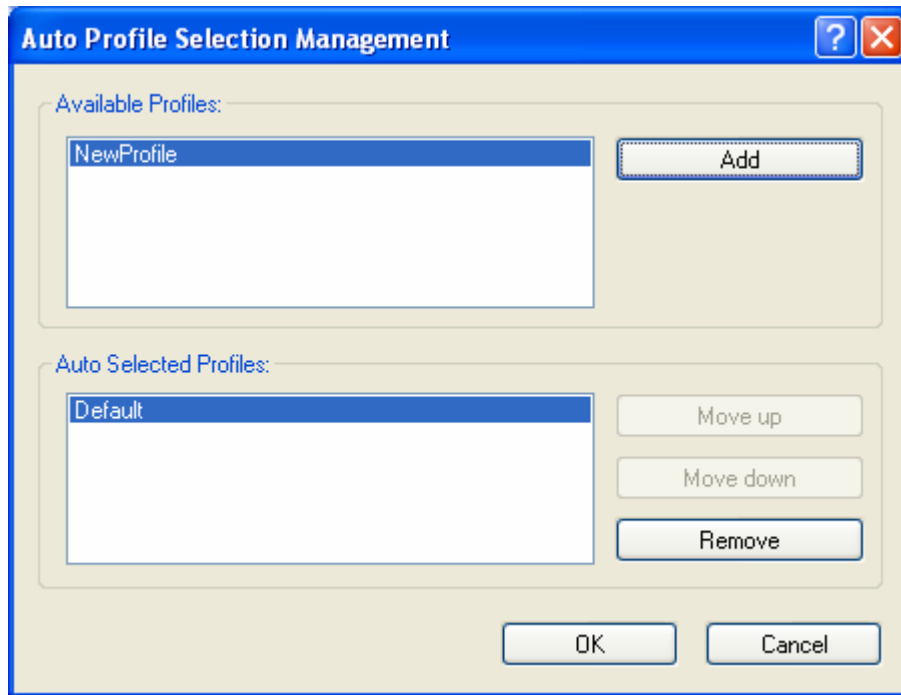 Auto Profile Selection Management
?
Available Profiles:
NewProfile
Add
Auto Selected Profiles:
Default
Move up
Move down
Remove
OK
Cancel